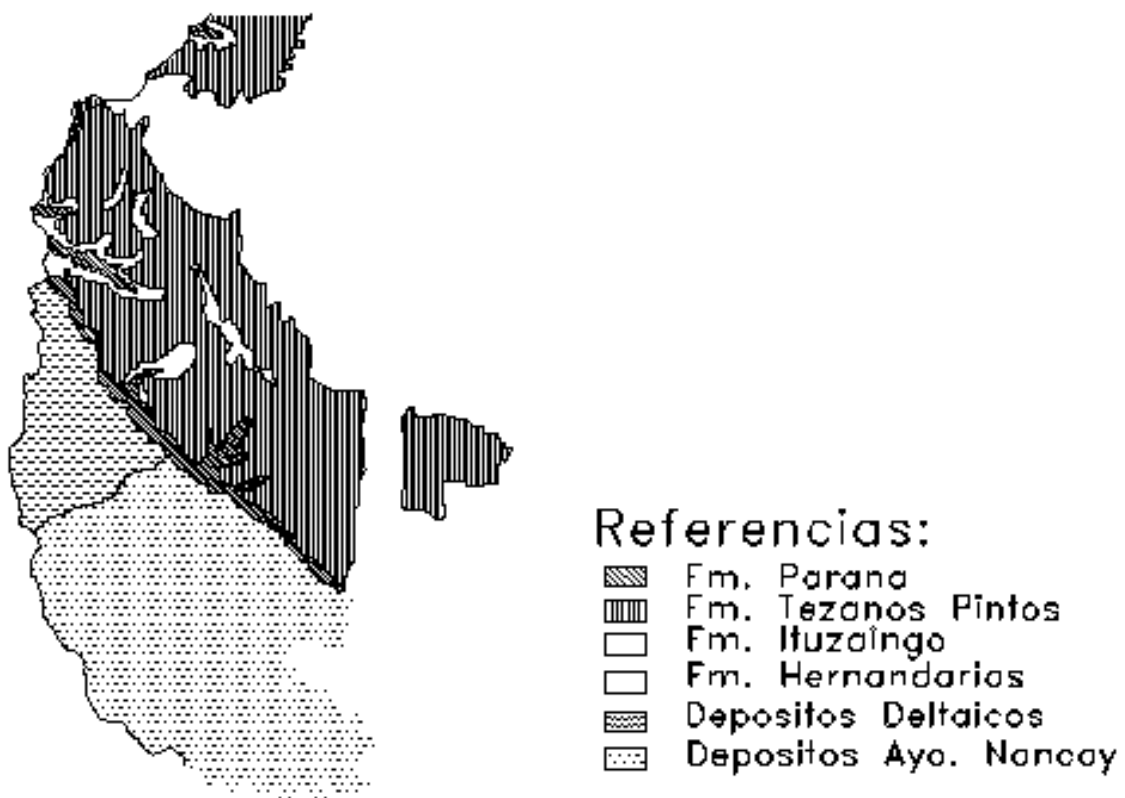 Referencias:
Fm. Parana
Fm. Tezanos Pintos
Fm. Ituzaingo
Fm. Hernandarias
Depositos Deltaicos
Depositos Ayo. Nancay